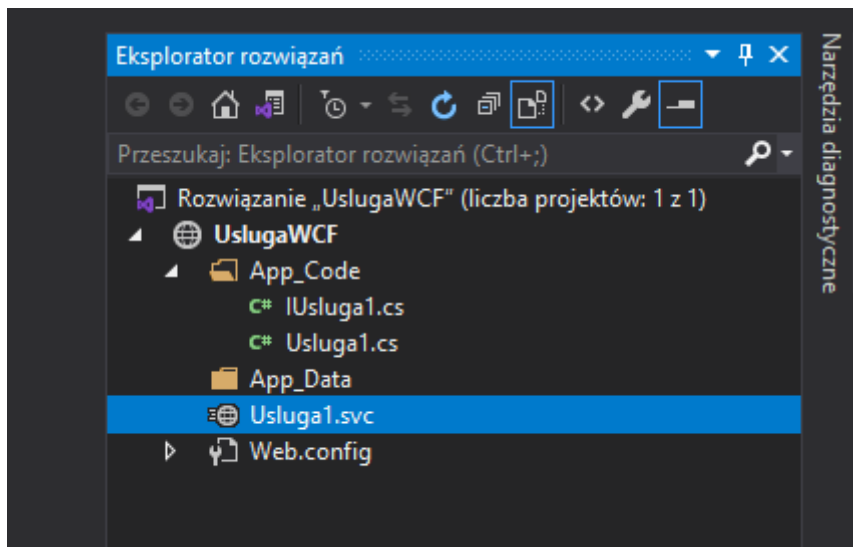 Eksplorator rozwiązań
Przeszukaj: Eksplorator rozwiązań (Ctrl+;)
Rozwiązanie „UslugaWCF” (liczba projektów: 1 z 1)
UslugaWCF
App_Code
C# IUsluga1.cs
C# Usluga1.cs
App_Data
Usluga1.svc
Web.config
Narzędzia diagnostyczne